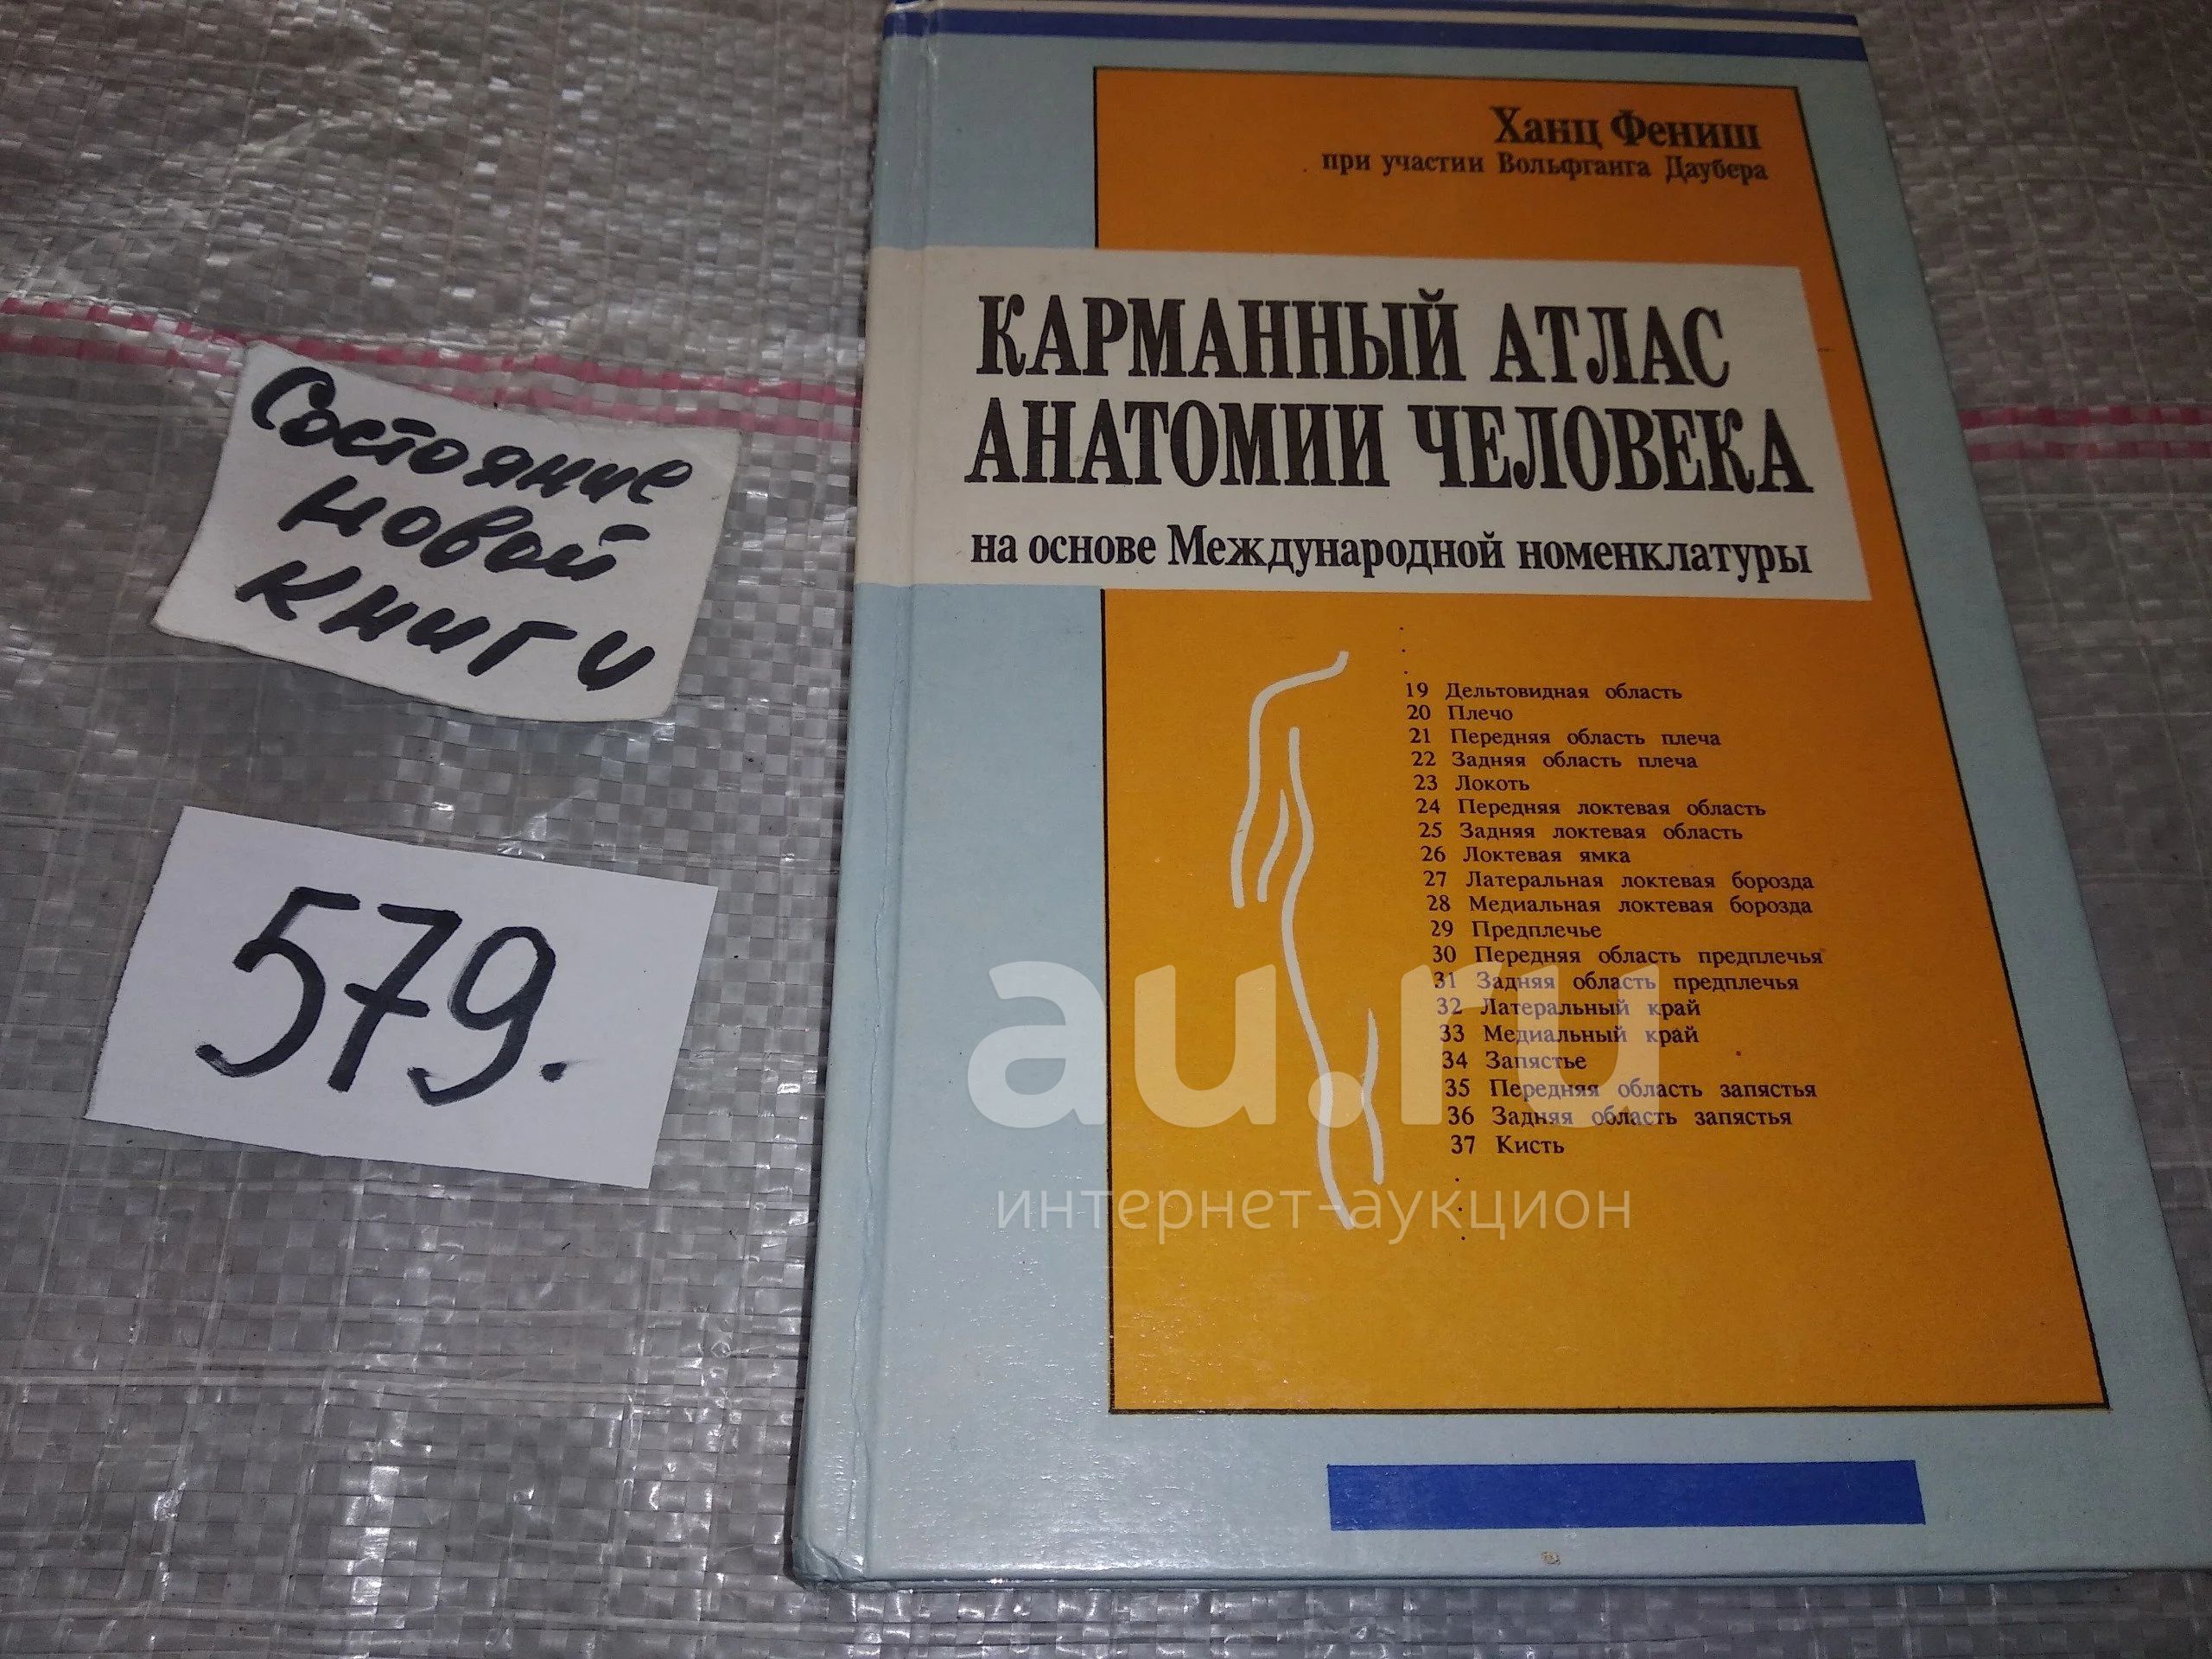 Состояние
новой
книги
579.
Ханц Фениш
при участии Вольфганга Даубера
КАРМАННЫЙ АТЛАС
АНАТОМИИ ЧЕЛОВЕКА
на основе Международной номенклатуры
19 Дельтовидная область
20 Плечо
21 Передняя область плеча
22 Задняя область плеча
23 Локоть
24 Передняя локтевая область
25 Задняя локтевая область
26 Локтевая ямка
27 Латеральная локтевая борозда
28 Медиальная локтевая борозда
29 Предплечье
30 Передняя область предплечья
31 Задняя область предплечья
32 Латеральный край
33 Медиальный край
34 Запястье
35 Передняя область запястья
36 Задняя область запястья
37 Кисть
au.ru
интернет-аукцион